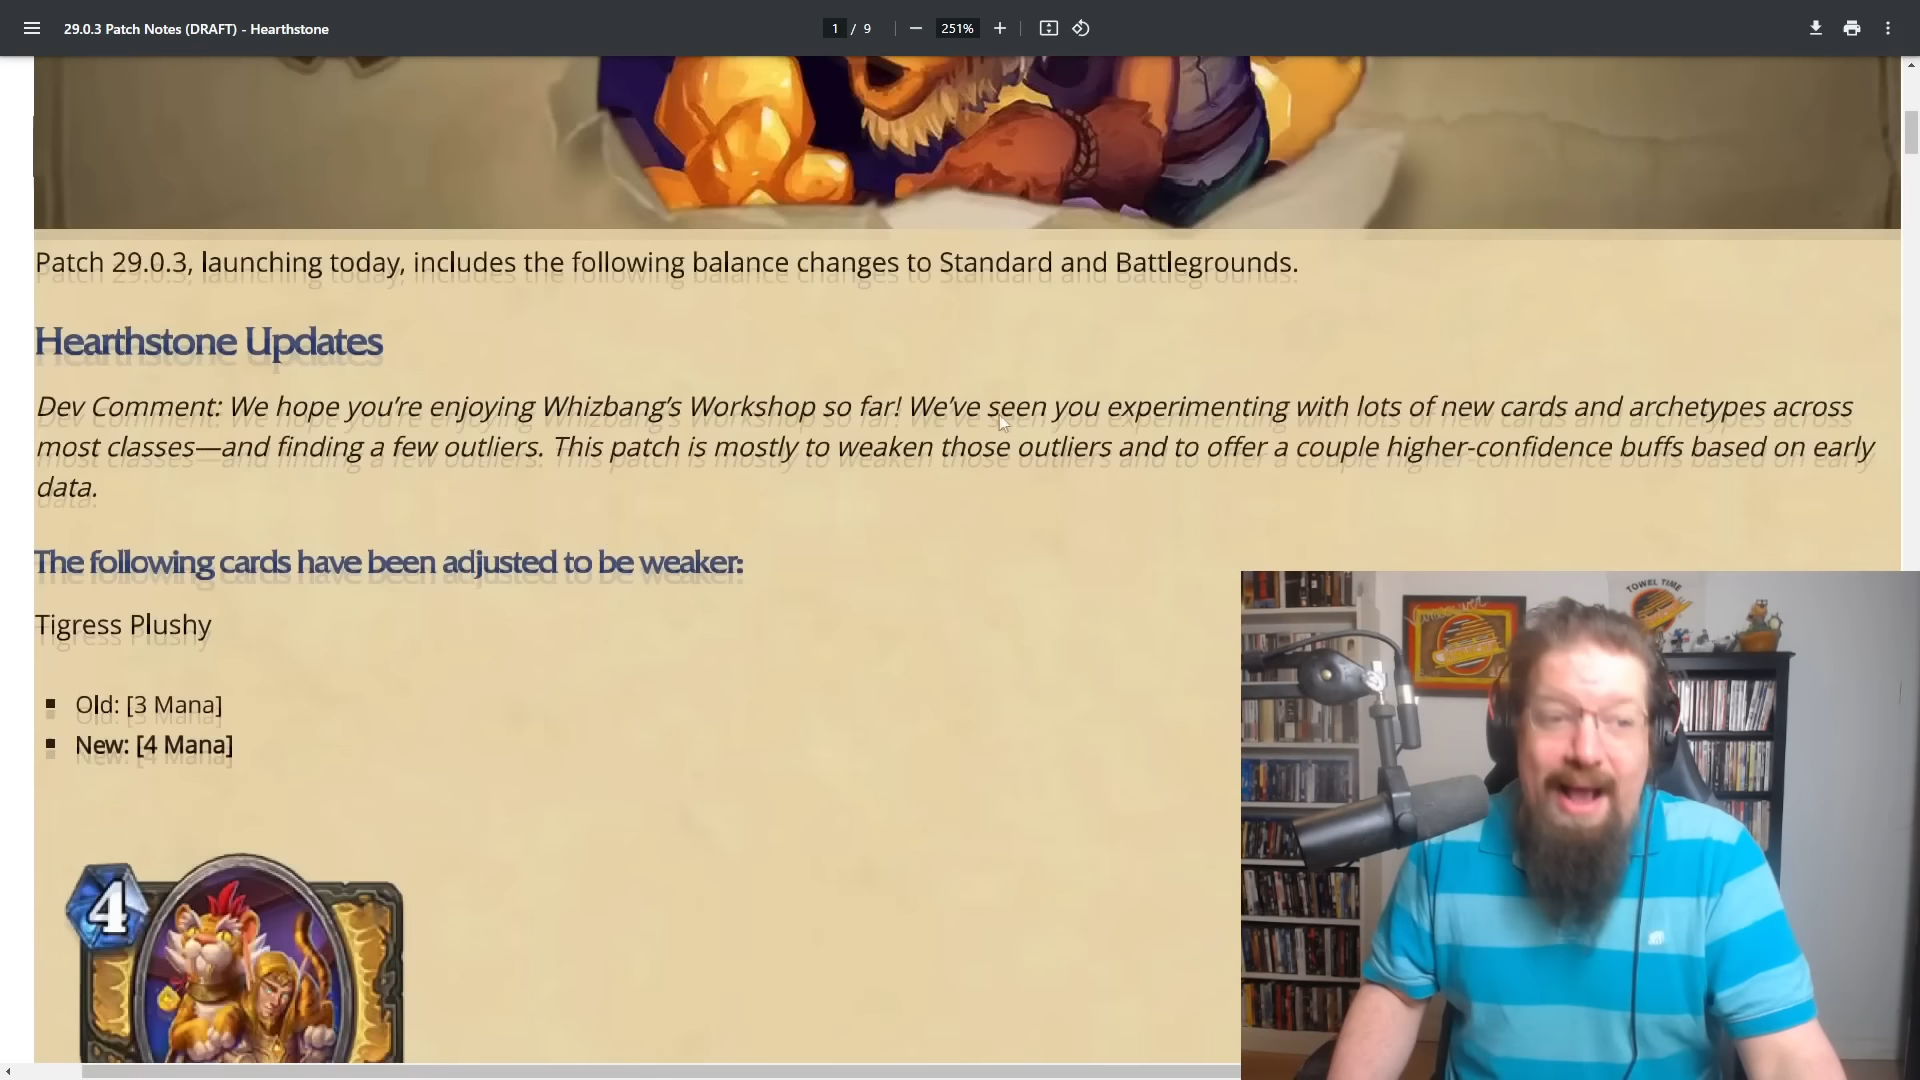 29.0.3 Patch Notes (DRAFT) - Hearthstone
1 / 9
251%
Patch 29.0.3, launching today, includes the following balance changes to Standard and Battlegrounds.
Hearthstone Updates
Dev Comment: We hope you’re enjoying Whizbang’s Workshop so far! We’ve seen you experimenting with lots of new cards and archetypes across
most classes—and finding a few outliers. This patch is mostly to weaken those outliers and to offer a couple higher-confidence buffs based on early
data.
The following cards have been adjusted to be weaker:
Tigress Plushy
Old: [3 Mana]
New: [4 Mana]
4
TOWEL TIME
Vancouver